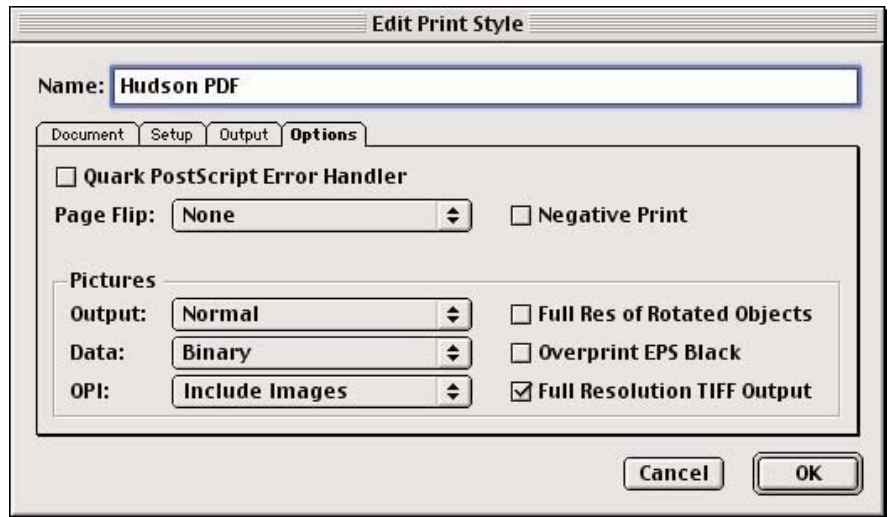 Edit Print Style
Name: Hudson PDF
Document Setup Output Options
Quark PostScript Error Handler
Page Flip: None Negative Print
Pictures
Output: Normal Full Res of Rotated Objects
Data: Binary Overprint EPS Black
OPI: Include Images Full Resolution TIFF Output
Cancel OK